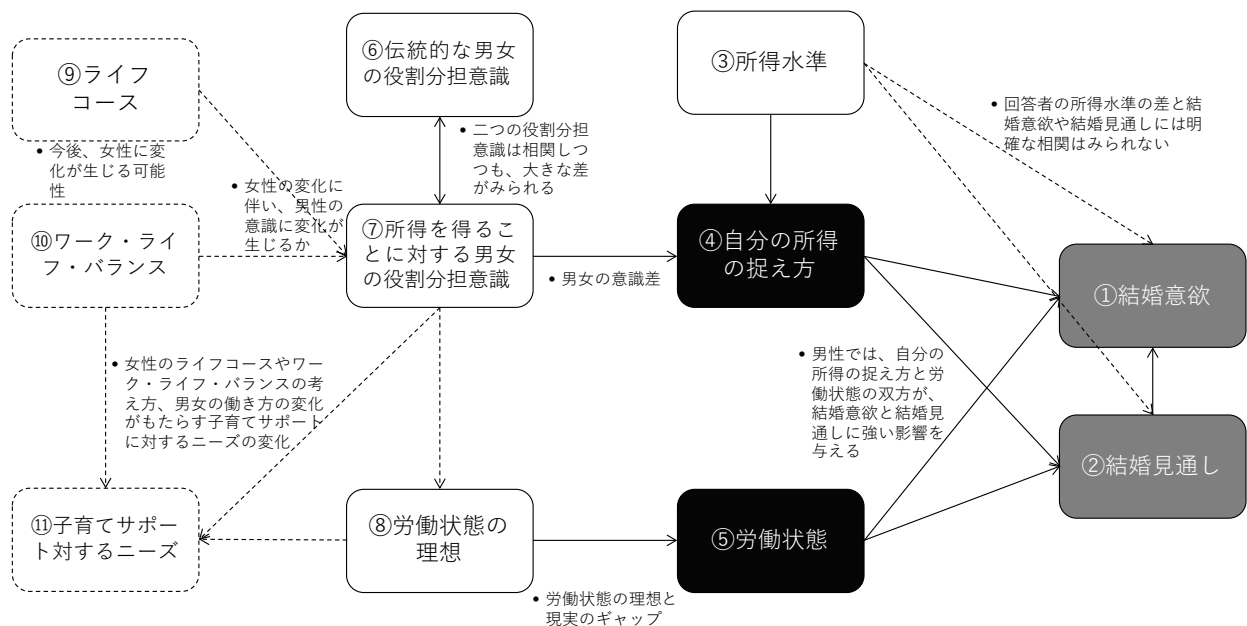 ⑨ライフ
コース
• 今後、女性に変
化が生じる可能
性
⑩ワーク・ライ
フ・バランス
• 女性の変化に
伴い、男性の
意識に変化が
生じるか
⑥伝統的な男女
の役割分担意識
• 二つの役割分担
意識は相関しつ
つも、大きな差
がみられる
⑦所得を得るこ
とに対する男女
の役割分担意識
• 男女の意識差
③所得水準
④自分の所得
の捉え方
• 回答者の所得水準の差と結
婚意欲や結婚見通しには明
確な相関はみられない
①結婚意欲
• 女性のライフコースやワー
ク・ライフ・バランスの考
え方、男女の働き方の変化
がもたらす子育てサポート
に対するニーズの変化
• 男性では、自分の
所得の捉え方と労
働状態の双方が、
結婚意欲と結婚見
通しに強い影響を
与える
②結婚見通し
⑪子育てサポー
ト対するニーズ
⑧労働状態の
理想
• 労働状態の理想と
現実のギャップ
⑤労働状態